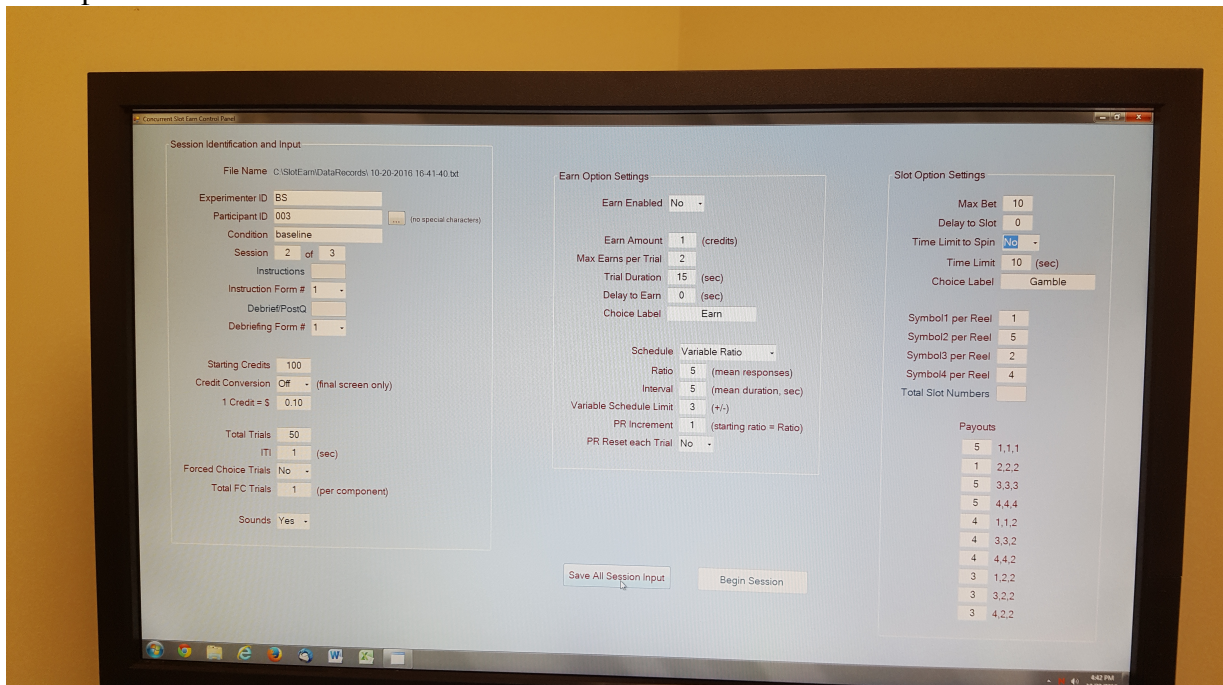 Concurrent Slot Earn Control Panel
Session Identification and Input
File Name C:\SlotEarn\DataRecords\ 10-20-2016 16-41-40.txt
Experimenter ID BS
Participant ID 003 ... (no special characters)
Condition baseline
Session 2 of 3
Instructions
Instruction Form # 1
Debrief/PostQ
Debriefing Form # 1
Starting Credits 100
Credit Conversion Off (final screen only)
1 Credit = $ 0.10
Total Trials 50
ITI 1 (sec)
Forced Choice Trials No
Total FC Trials 1 (per component)
Sounds Yes
Earn Option Settings
Earn Enabled No
Earn Amount 1 (credits)
Max Earns per Trial 2
Trial Duration 15 (sec)
Delay to Earn 0 (sec)
Choice Label Earn
Schedule Variable Ratio
Ratio 5 (mean responses)
Interval 5 (mean duration, sec)
Variable Schedule Limit 3 (+/-)
PR Increment 1 (starting ratio = Ratio)
PR Reset each Trial No
Save All Session Input Begin Session
Slot Option Settings
Max Bet 10
Delay to Slot 0
Time Limit to Spin No
Time Limit 10 (sec)
Choice Label Gamble
Symbol1 per Reel 1
Symbol2 per Reel 5
Symbol3 per Reel 2
Symbol4 per Reel 4
Total Slot Numbers
Payouts
5 1,1,1
1 2,2,2
5 3,3,3
5 4,4,4
4 1,1,2
4 3,3,2
4 4,4,2
3 1,2,2
3 3,2,2
3 4,2,2
4:42 PM